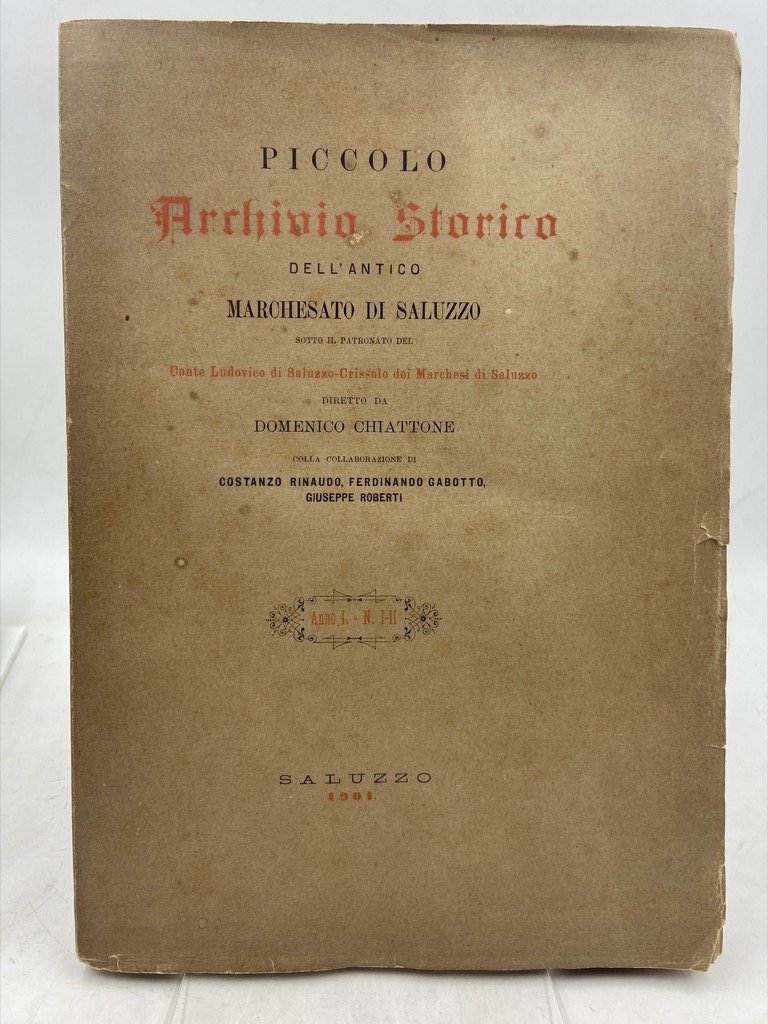 PICCOLO
Archivio Storico
DELL'ANTICO
MARCHESATO DI SALUZZO
SOTTO IL PATRONATO DEL
Conte Ludovico di Saluzzo-Crissolo dei Marchesi di Saluzzo
DIRETTO DA
DOMENICO CHIATTONE
COLLA COLLABORAZIONE DI
COSTANZO RINAUDO, FERDINANDO GABOTTO,
GIUSEPPE ROBERTI
Anno I. - N. I-II
SALUZZO
1901.